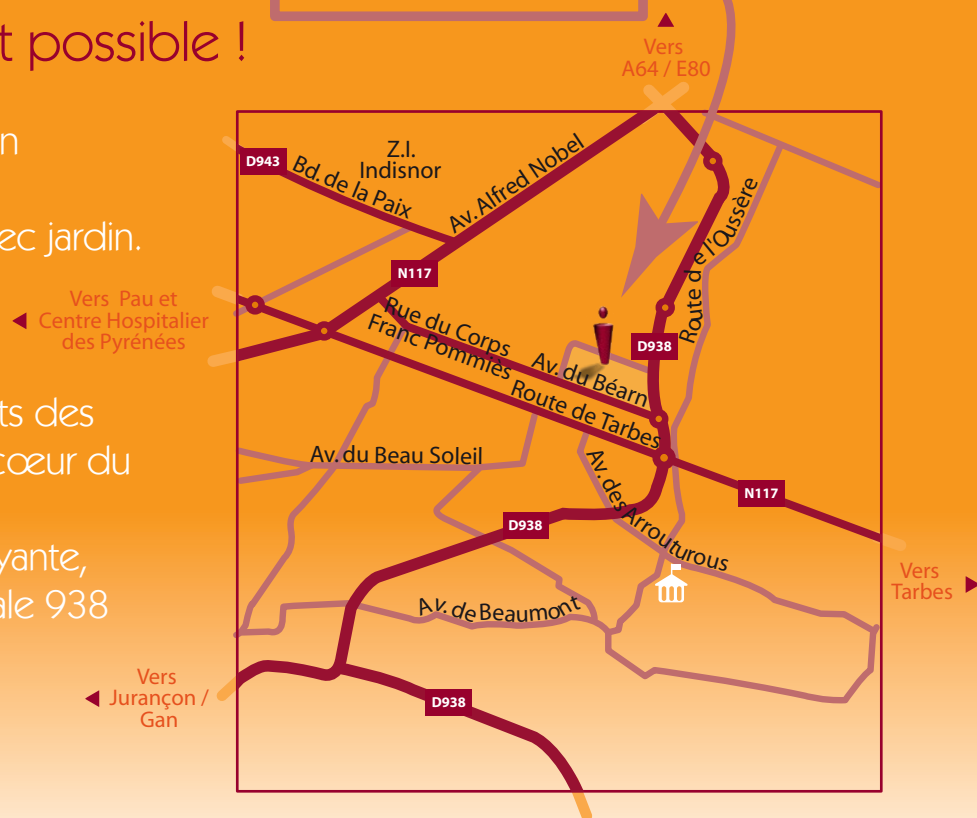 t possible !
n
ec jardin.
ts des
cœur du
yante,
ale 938
Vers
A64 / E80
D943
Bd. de la Paix
Z.I.
Indisnor
Av. Alfred Nobel
N117
Route de l'Oussère
Vers Pau et
Centre Hospitalier
des Pyrénées
Rue du Corps
Franc Pommiès
D938
Av. du Béarn
Route de Tarbes
Av. du Beau Soleil
Av. des Arrouturous
N117
D938
Vers
Tarbes
Av. de Beaumont
Vers
Jurançon /
Gan
D938